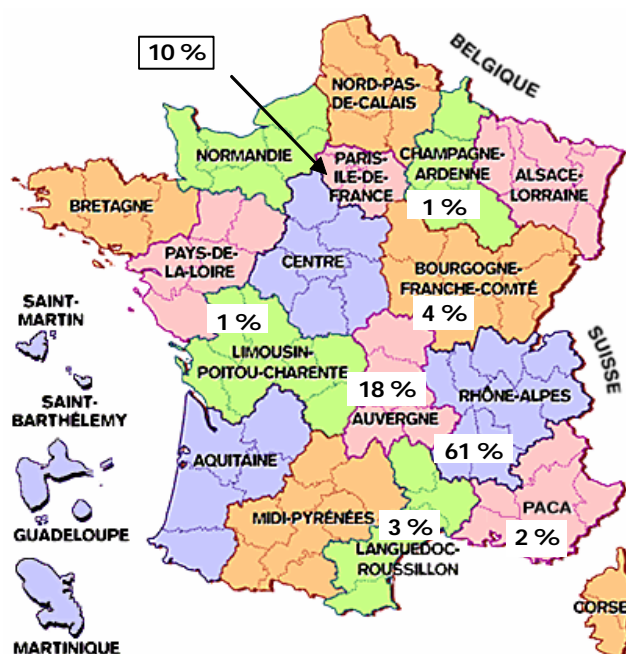 10 %
BELGIQUE
NORD-PAS-
DE-CALAIS
NORMANDIE
PARIS-
ILE-DE-
FRANCE
CHAMPAGNE-
ARDENNE
ALSACE-
LORRAINE
1 %
BRETAGNE
PAYS-DE-
LA-LOIRE
CENTRE
BOURGOGNE-
FRANCHE-COMTÉ
4 %
SAINT-
MARTIN
1 %
SUISSE
LIMOUSIN-
POITOU-CHARENTE
18 %
AUVERGNE
RHÔNE-ALPES
61 %
SAINT-
BARTHÉLEMY
AQUITAINE
MIDI-PYRÉNÉES
3 %
LANGUEDOC-
ROUSSILLON
PACA
2 %
GUADELOUPE
MARTINIQUE
CORSE